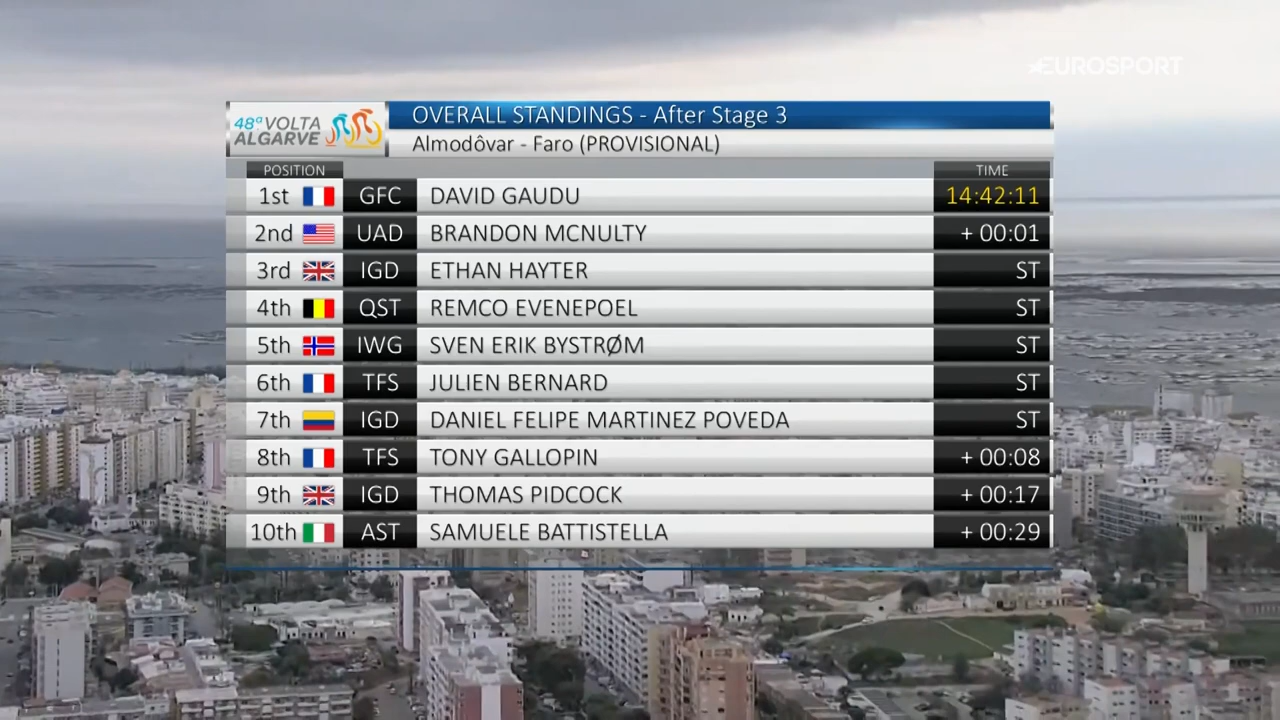 EUROSPORT
48ª VOLTA
ALGARVE
OVERALL STANDINGS - After Stage 3
Almodôvar - Faro (PROVISIONAL)
POSITION TIME
1st GFC DAVID GAUDU 14:42:11
2nd UAD BRANDON MCNULTY + 00:01
3rd IGD ETHAN HAYTER ST
4th QST REMCO EVENEPOEL ST
5th IWG SVEN ERIK BYSTRØM ST
6th TFS JULIEN BERNARD ST
7th IGD DANIEL FELIPE MARTINEZ POVEDA ST
8th TFS TONY GALLOPIN + 00:08
9th IGD THOMAS PIDCOCK + 00:17
10th AST SAMUELE BATTISTELLA + 00:29